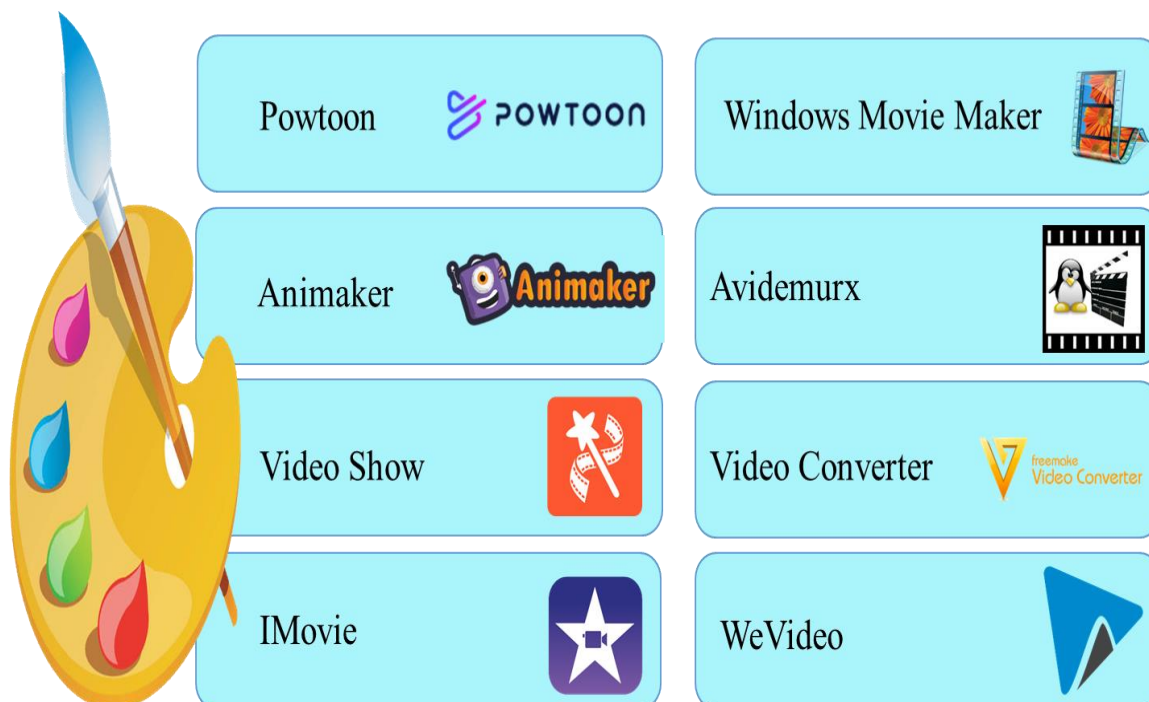 Powtoon
POWTOON
Windows Movie Maker
Animaker
Animaker
Avidemurx
Video Show
Video Converter
freemake
Video Converter
IMovie
WeVideo